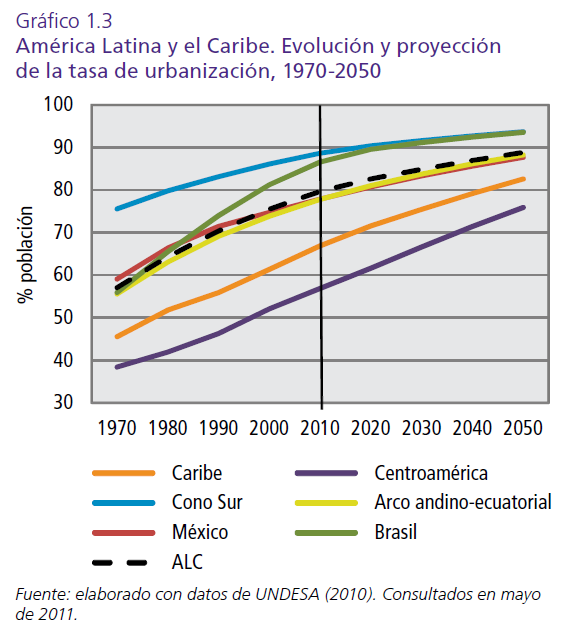 Gráfico 1.3
América Latina y el Caribe. Evolución y proyección
de la tasa de urbanización, 1970-2050
% población
100
90
80
70
60
50
40
30
1970 1980 1990 2000 2010 2020 2030 2040 2050
Caribe Centroamérica
Cono Sur Arco andino-ecuatorial
México Brasil
ALC
Fuente: elaborado con datos de UNDESA (2010). Consultados en mayo
de 2011.